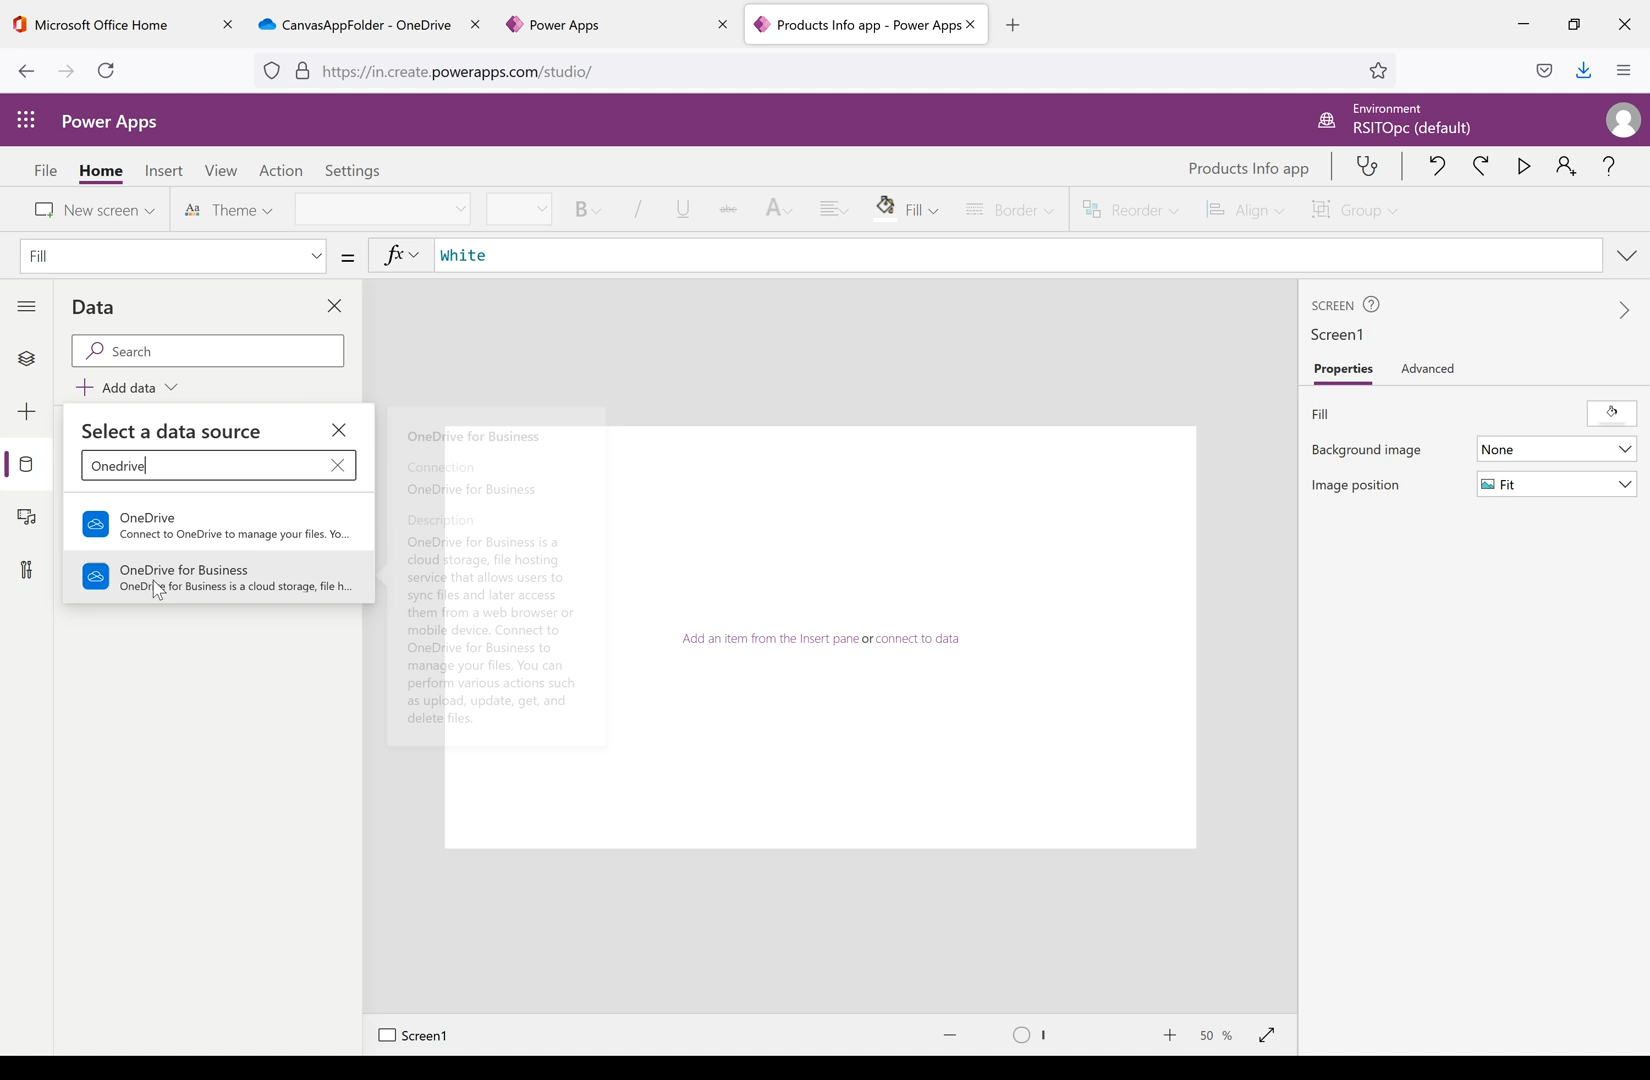 Microsoft Office Home
CanvasAppFolder - OneDrive
Power Apps
Products Info app - Power Apps
https://in.create.powerapps.com/studio/
Power Apps
Environment
RSITOpc (default)
File Home Insert View Action Settings
Products Info app
New screen
Theme
B
/
U
abc
A
Fill
Border
Reorder
Align
Group
Fill
=
fx
White
Data
Search
Add data
Select a data source
Onedrive
OneDrive
Connect to OneDrive to manage your files. Yo...
OneDrive for Business
OneDrive for Business is a cloud storage, file h...
OneDrive for Business
Connection
OneDrive for Business
Description
OneDrive for Business is a
cloud storage, file hosting
service that allows users to
sync files and later access
them from a web browser or
mobile device. Connect to
OneDrive for Business to
manage your files. You can
perform various actions such
as upload, update, get, and
delete files.
Add an item from the Insert pane or connect to data
SCREEN
Screen1
Properties Advanced
Fill
Background image
None
Image position
Fit
Screen1
50 %